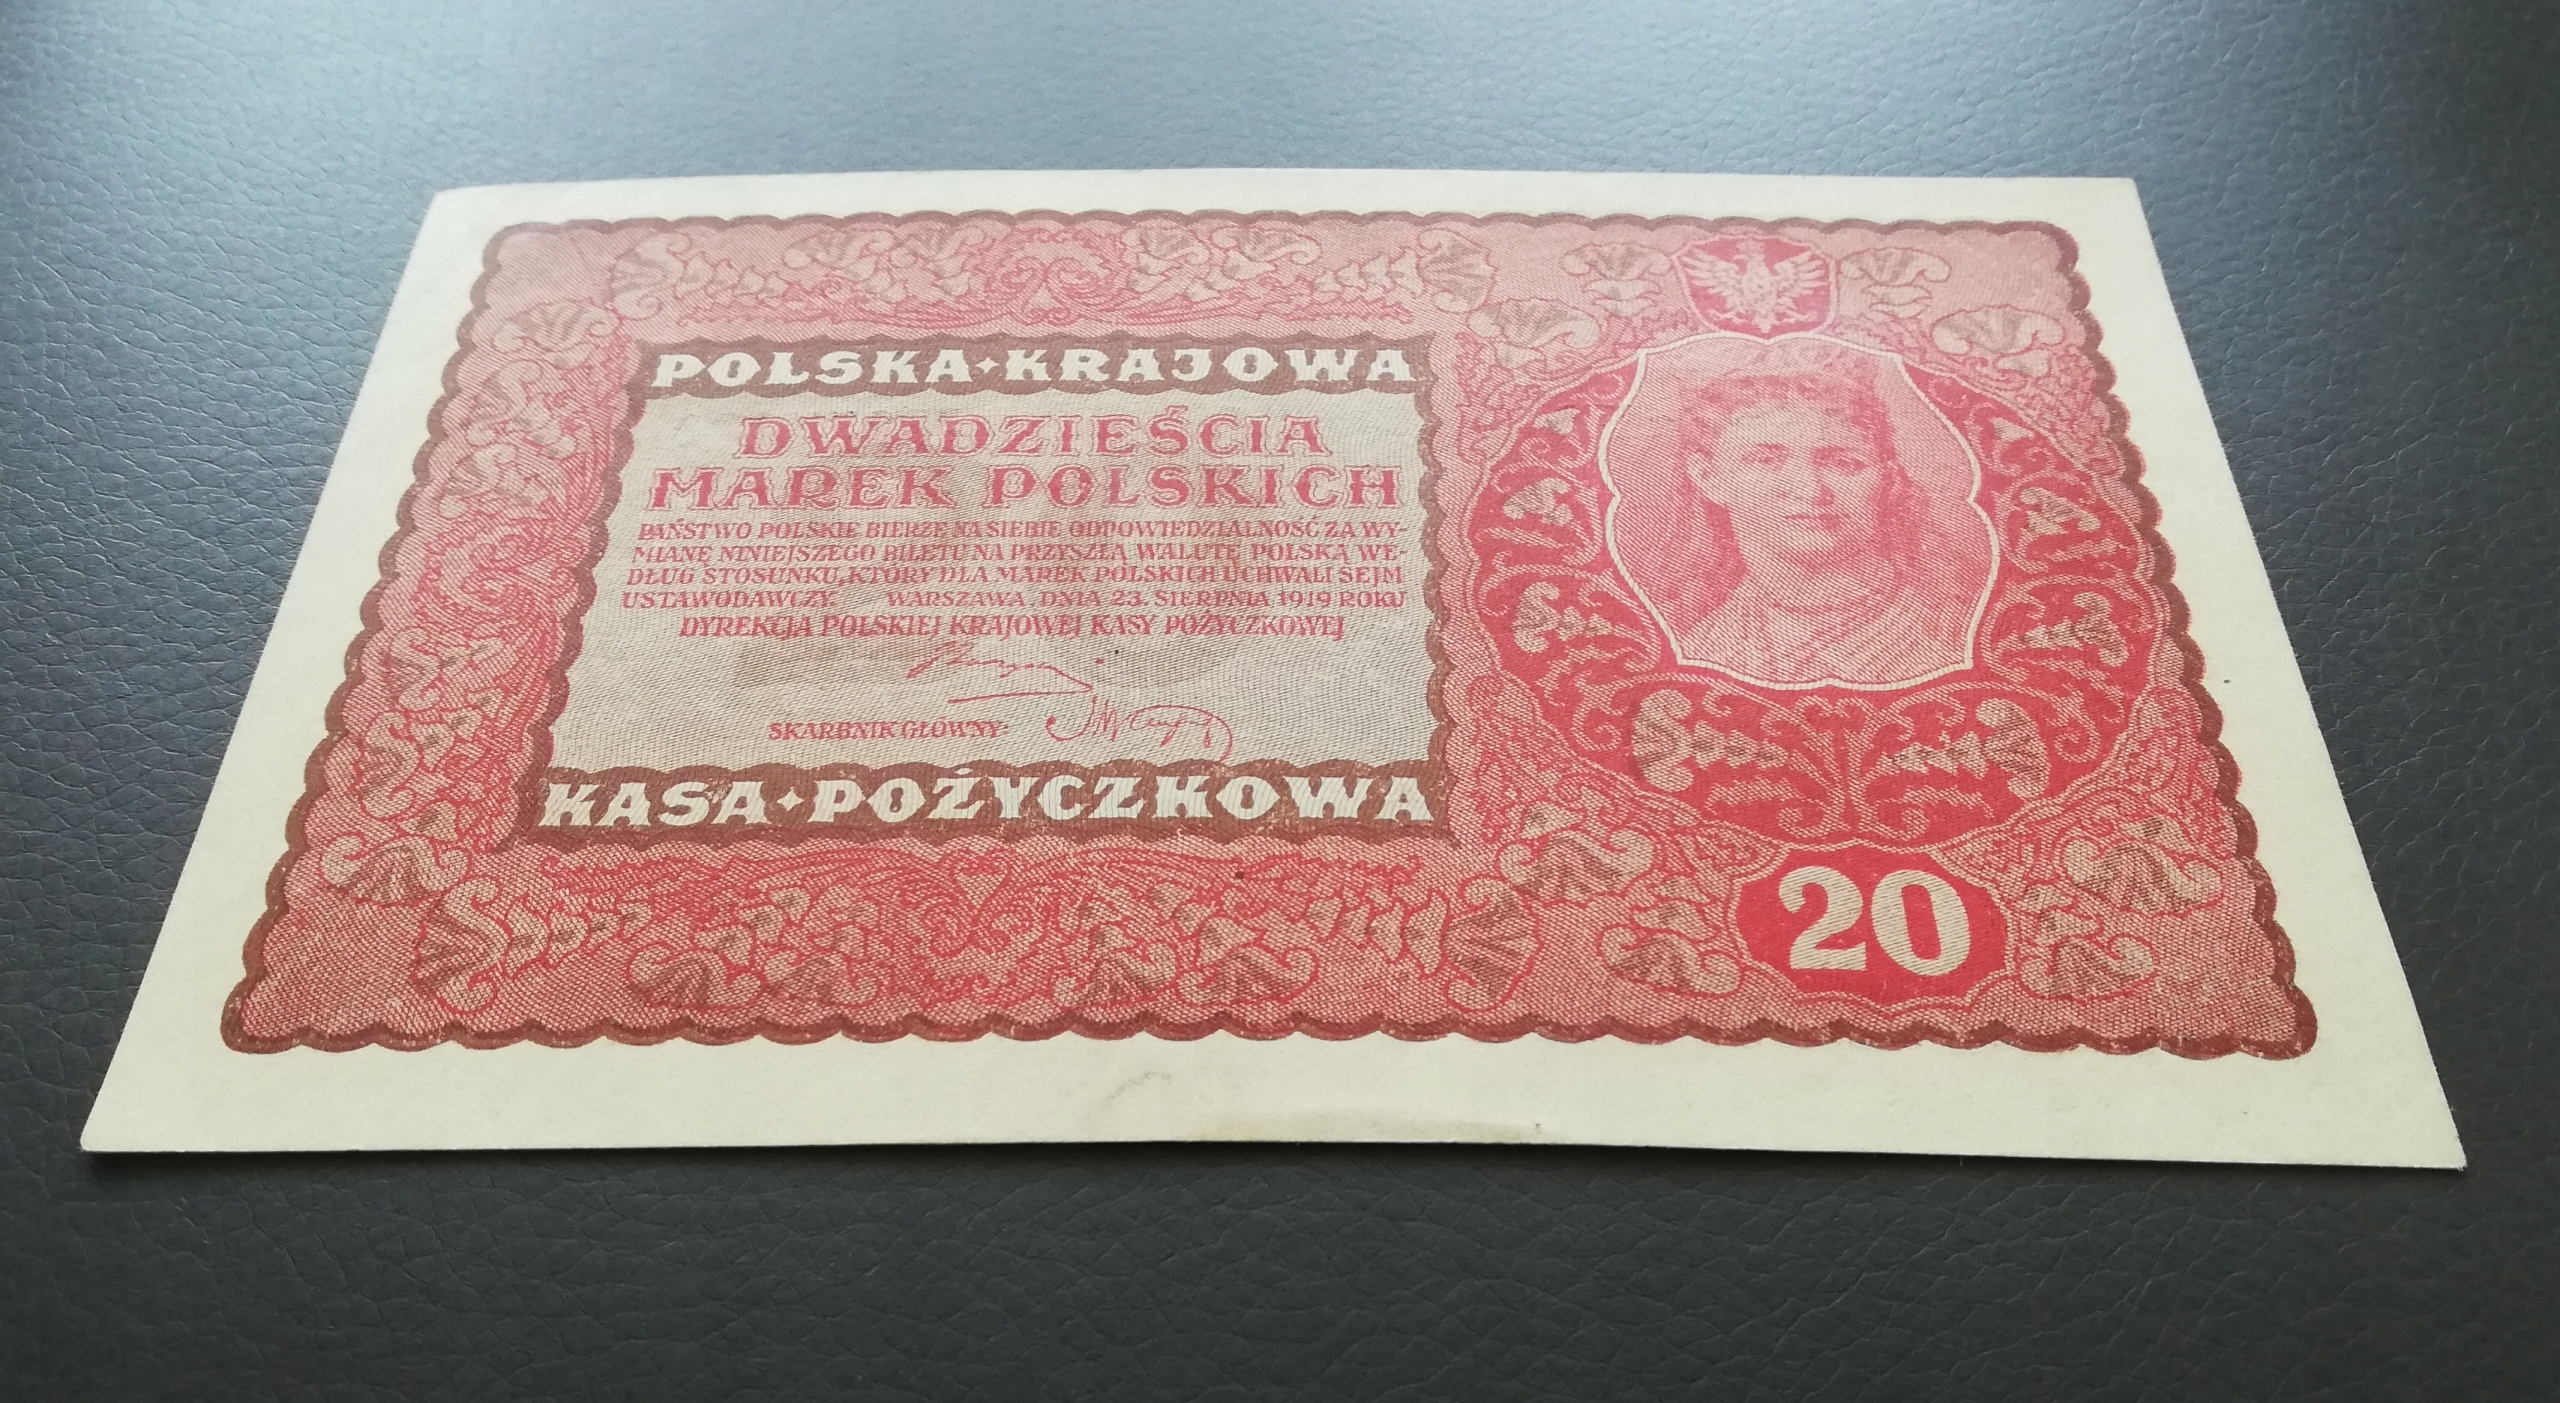 POLSKA KRAJOWA
DWADZIEŚCIA
MAREK POLSKICH
PAŃSTWO POLSKIE BIERZE NA SIEBIE ODPOWIEDZIALNOŚĆ ZA WY-
MIANĘ NINIEJSZEGO BILETU NA PRZYSZŁĄ WALUTĘ POLSKĄ WE-
DŁUG STOSUNKU, KTÓRY DLA MAREK POLSKICH UCHWALI SEJM
USTAWODAWCZY. WARSZAWA, DNIA 23. SIERPNIA 1919 ROKU
DYREKCJA POLSKIEJ KRAJOWEJ KASY POŻYCZKOWEJ
SKARBNIK GŁÓWNY:
KASA POŻYCZKOWA
20